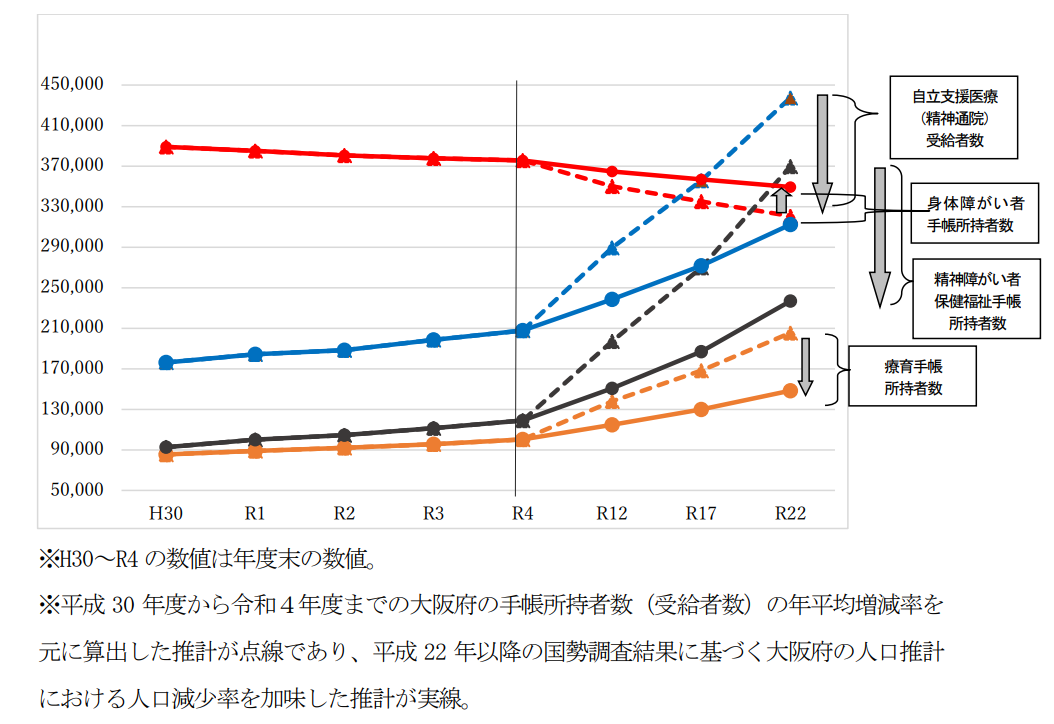 450,000
410,000
370,000
330,000
290,000
250,000
210,000
170,000
130,000
90,000
50,000
H30 R1 R2 R3 R4 R12 R17 R22
自立支援医療
（精神通院）
受給者数
身体障がい者
手帳所持者数
精神障がい者
保健福祉手帳
所持者数
療育手帳
所持者数
※H30～R4 の数値は年度末の数値。
※平成 30 年度から令和４年度までの大阪府の手帳所持者数（受給者数）の年平均増減率を
元に算出した推計が点線であり、平成 22 年以降の国勢調査結果に基づく大阪府の人口推計
における人口減少率を加味した推計が実線。